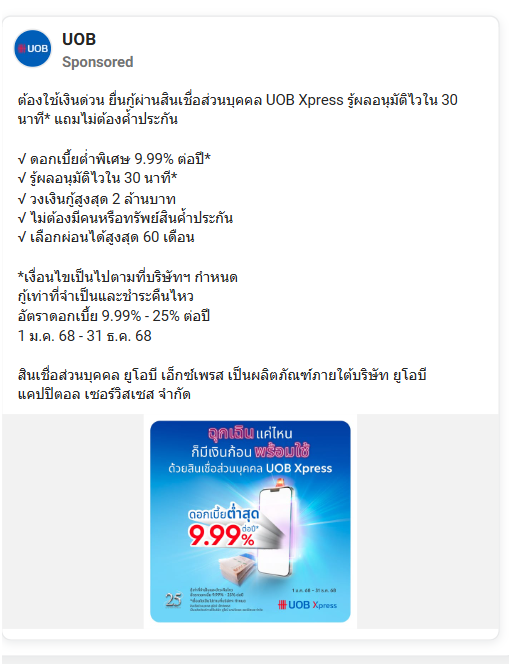 UOB
UOB
Sponsored
ต้องใช้เงินด่วน ยื่นกู้ผ่านสินเชื่อส่วนบุคคล UOB Xpress รู้ผลอนุมัติไวใน 30
นาที* แถมไม่ต้องค้ำประกัน
√ ดอกเบี้ยต่ำพิเศษ 9.99% ต่อปี*
√ รู้ผลอนุมัติไวใน 30 นาที*
√ วงเงินกู้สูงสุด 2 ล้านบาท
√ ไม่ต้องมีคนหรือทรัพย์สินค้ำประกัน
√ เลือกผ่อนได้สูงสุด 60 เดือน
*เงื่อนไขเป็นไปตามที่บริษัทฯ กำหนด
กู้เท่าที่จำเป็นและชำระคืนไหว
อัตราดอกเบี้ย 9.99% - 25% ต่อปี
1 ม.ค. 68 - 31 ธ.ค. 68
สินเชื่อส่วนบุคคล ยูโอบี เอ็กซ์เพรส เป็นผลิตภัณฑ์ภายใต้บริษัท ยูโอบี
แคปปิตอล เซอร์วิสเซส จำกัด
ฉุกเฉินแค่ไหน
ก็มีเงินก้อนพร้อมใช้
ด้วยสินเชื่อส่วนบุคคล UOB Xpress
ดอกเบี้ยต่ำสุด
9.99% ต่อปี*
25
1 ม.ค. 68 - 31 ธ.ค. 68
UOB Xpress